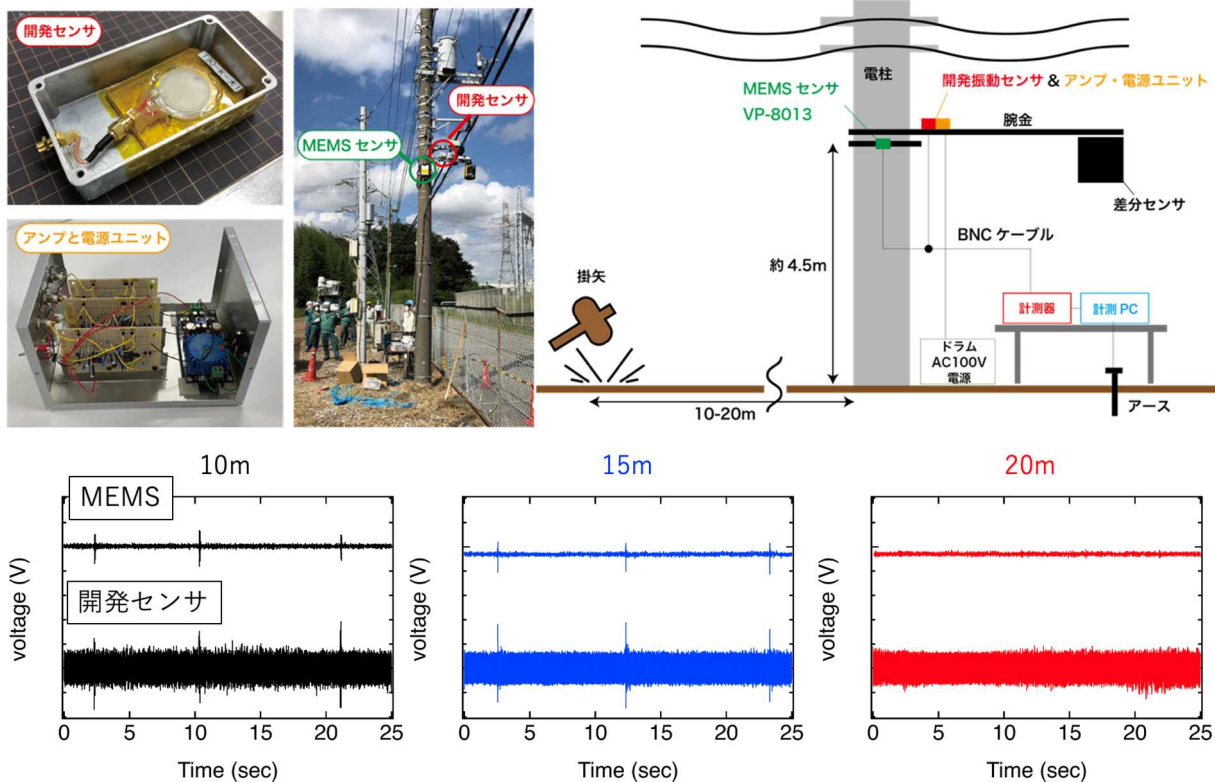 開発センサ
アンプと電源ユニット
MEMS センサ
開発センサ
電柱
MEMS センサ
VP-8013
開発振動センサ & アンプ・電源ユニット
腕金
差分センサ
BNC ケーブル
約 4.5m
掛矢
計測器
計測 PC
ドラム
AC100V
電源
アース
10-20m
10m
15m
20m
MEMS
開発センサ
voltage (V)
0 5 10 15 20 25
Time (sec)
voltage (V)
0 5 10 15 20 25
Time (sec)
voltage (V)
0 5 10 15 20 25
Time (sec)